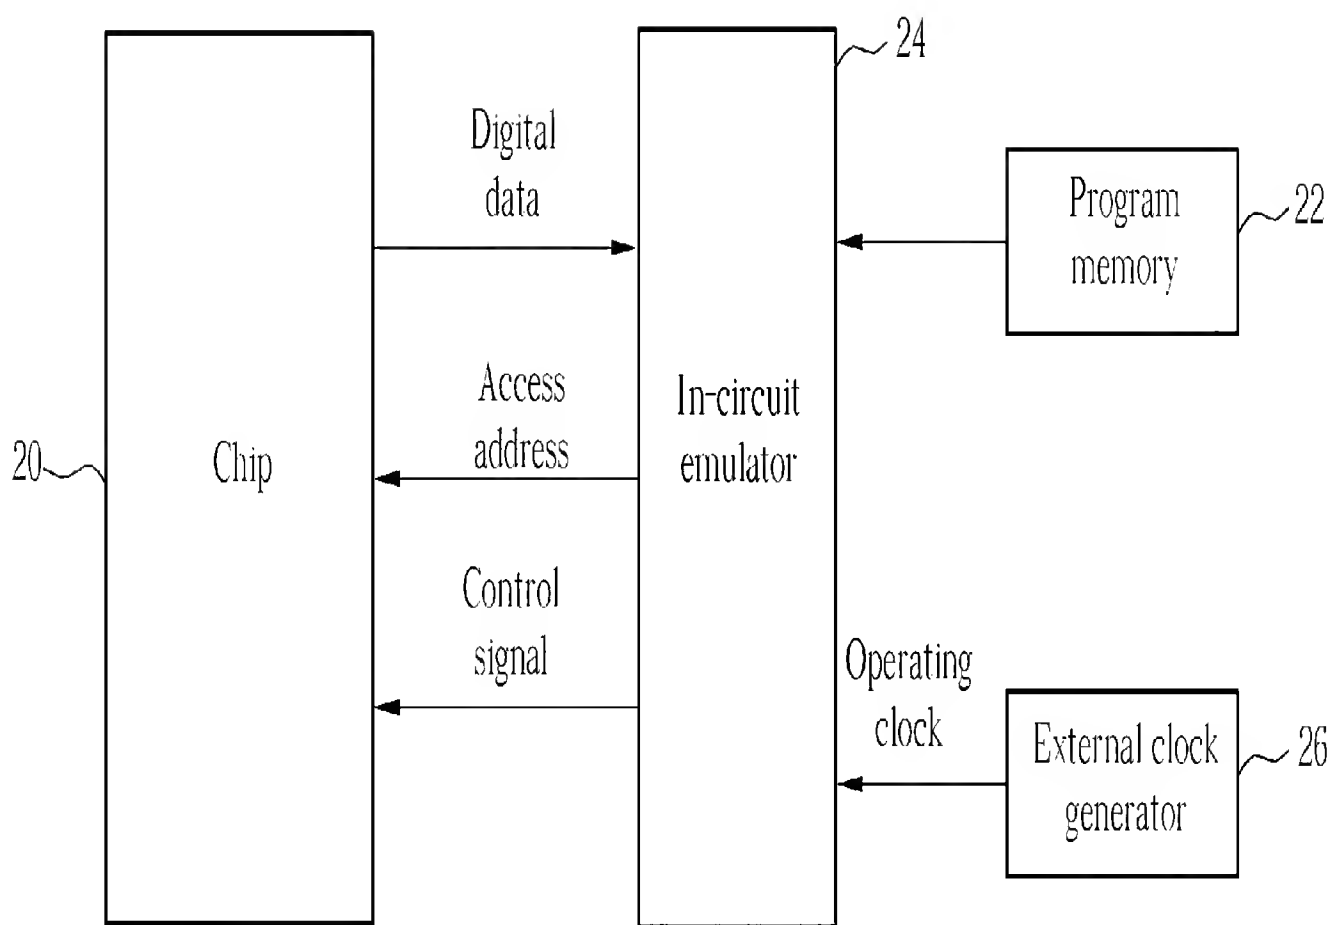 24
Digital
data
Program
memory
22
Access
address
In-circuit
emulator
20
Chip
Control
signal
Operating
clock
External clock
generator
26